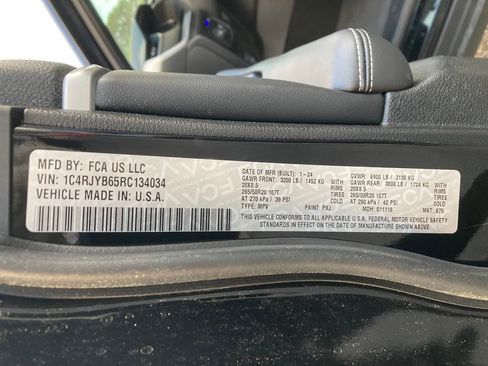 MFD BY: FCA US LLC
VIN: 1C4RJYB65RC134034
VEHICLE MADE IN: U.S.A.
DATE OF MFR (BUILT): 1-24 GVWR: 6900 LB / 3130 KG
GAWR FRONT: 3200 LB / 1452 KG WITH GAWR REAR: 3800 LB / 1724 KG WITH
20X8.5 RIMS 20X8.5 RIMS
265/50R20 107T TIRES 265/50R20 107T TIRES
AT 270 kPa / 39 PSI COLD AT 290 kPa / 42 PSI COLD
TYPE: MPV PAINT: PXJ MDH: 011118 MKT: 875
THIS VEHICLE CONFORMS TO ALL APPLICABLE U.S.A. FEDERAL MOTOR VEHICLE SAFETY
STANDARDS IN EFFECT ON THE DATE OF MANUFACTURE SHOWN ABOVE.